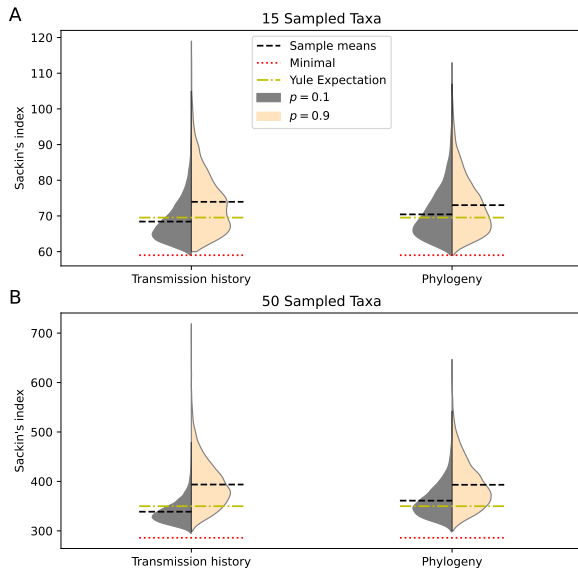 A
15 Sampled Taxa
Sackin's index
120
110
100
90
80
70
60
Sample means
Minimal
Yule Expectation
p = 0.1
p = 0.9
Transmission history
Phylogeny
B
50 Sampled Taxa
Sackin's index
700
600
500
400
300
Transmission history
Phylogeny